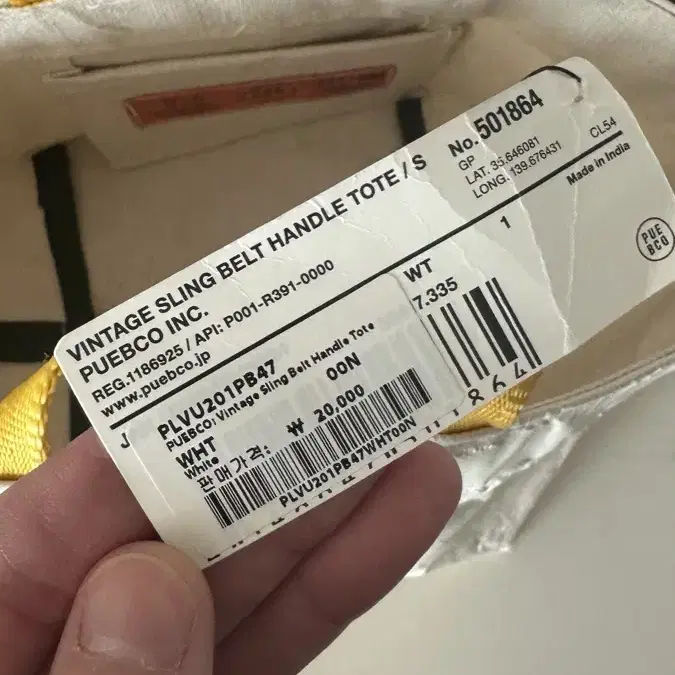 VINTAGE SLING BELT HANDLE TOTE / S
PUEBCO INC.
REG.1186925 / API: P001-R391-0000
www.puebco.jp
No.501864
GP
LAT. 35.646081
LONG. 139.676431
CL54
Made in India
PUE
BCO
1
WT
7.335
J
PLVU201PB47
PUEBCO: Vintage Sling Belt Handle Tote
WHT
00N
White
판매가격: ₩ 20,000
PLVU201PB47WHT00N
864